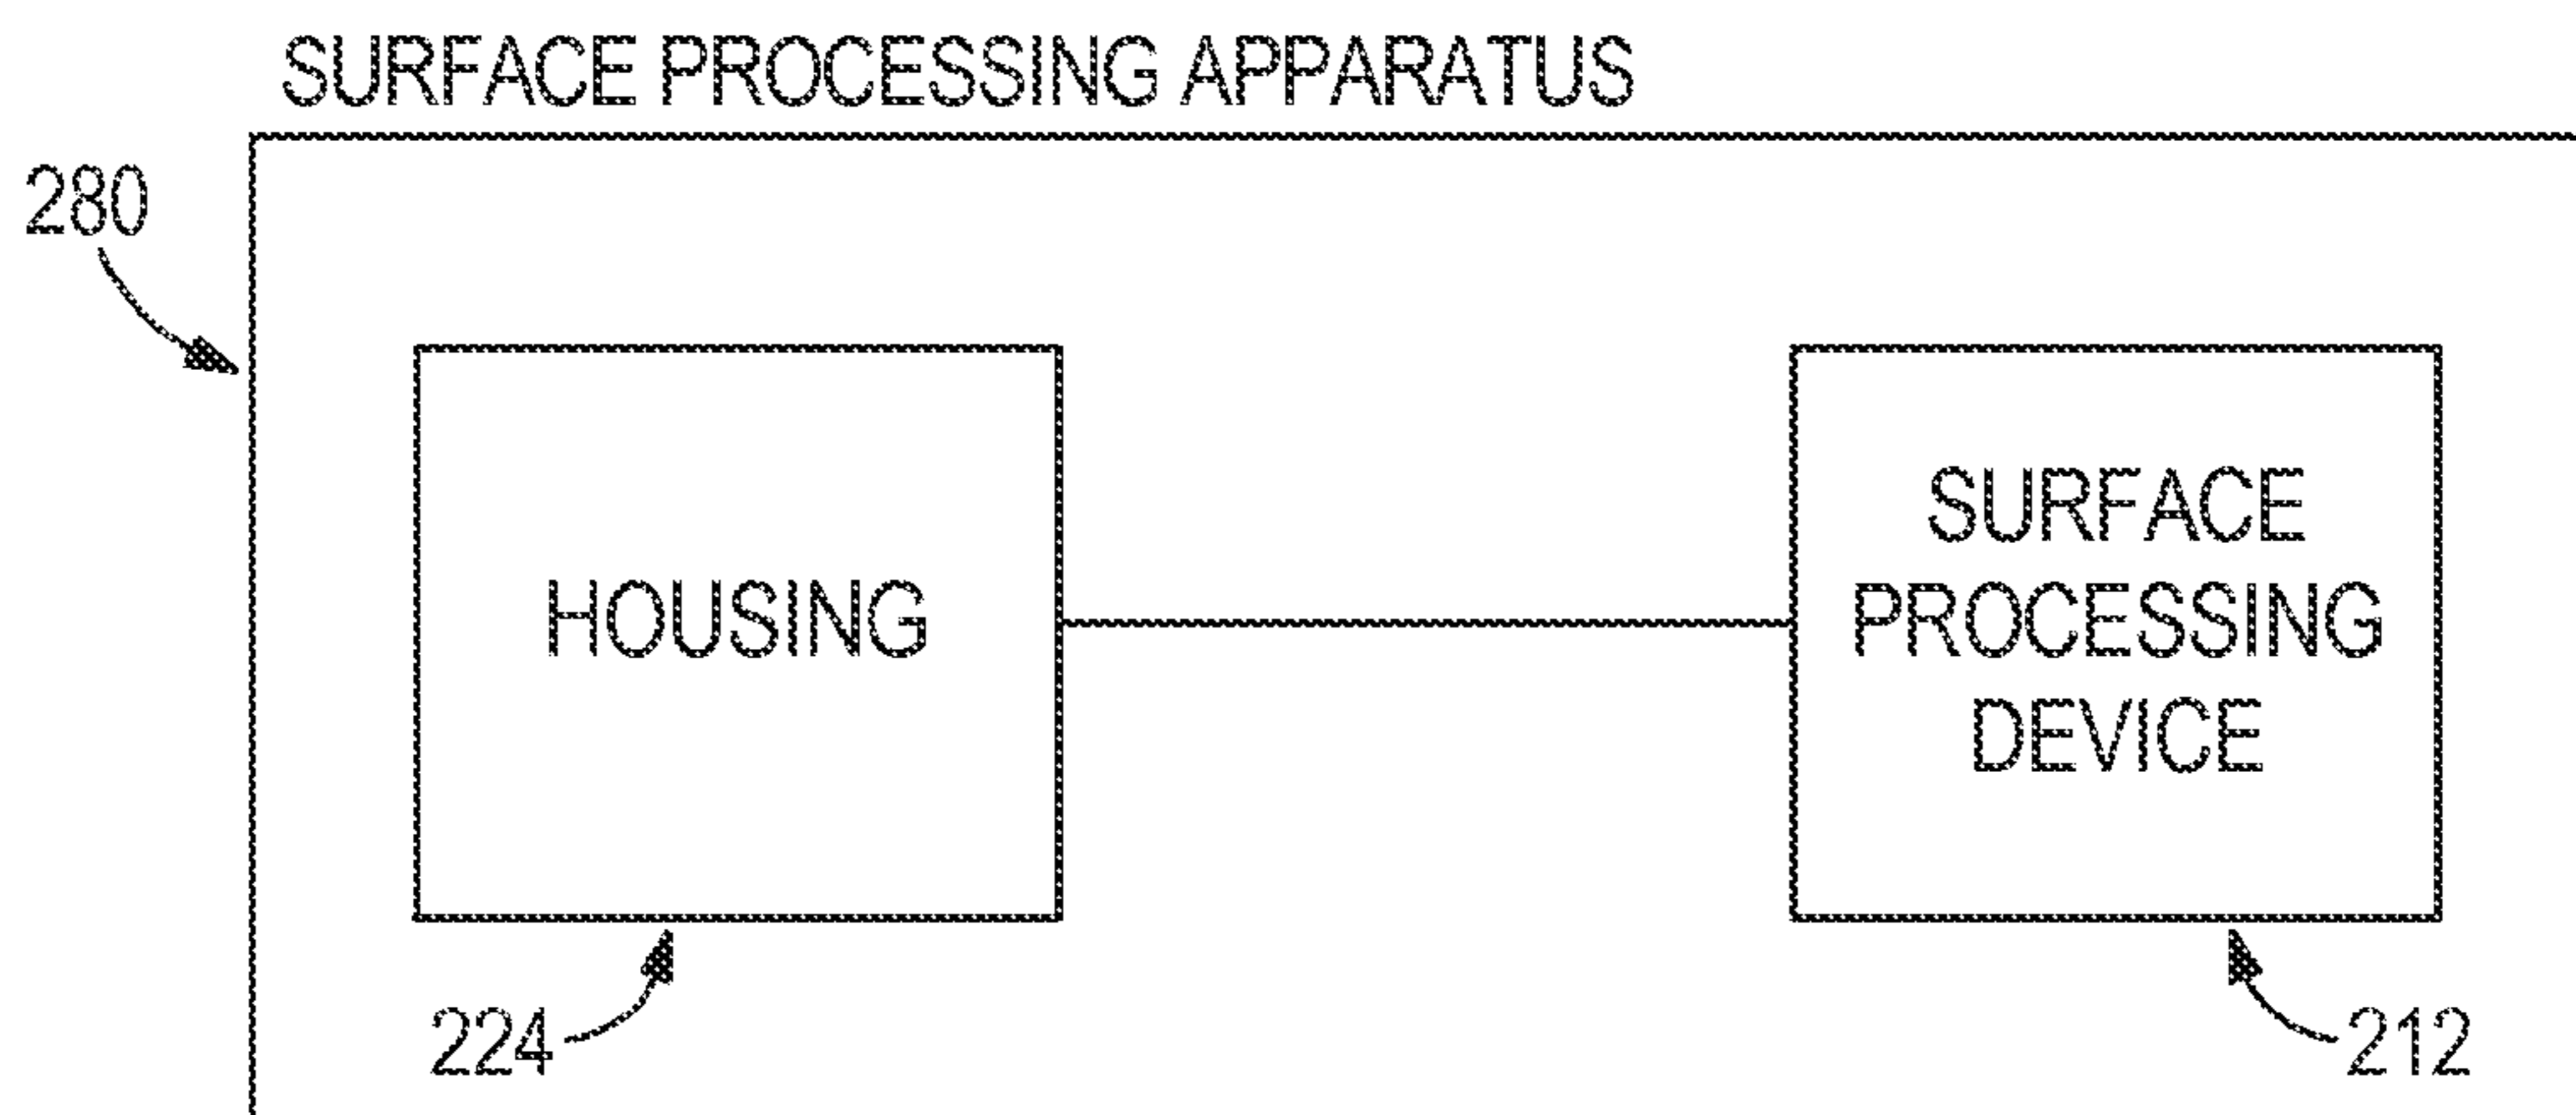 SURFACE PROCESSING APPARATUS
280
HOUSING
SURFACE
PROCESSING
DEVICE
224
212